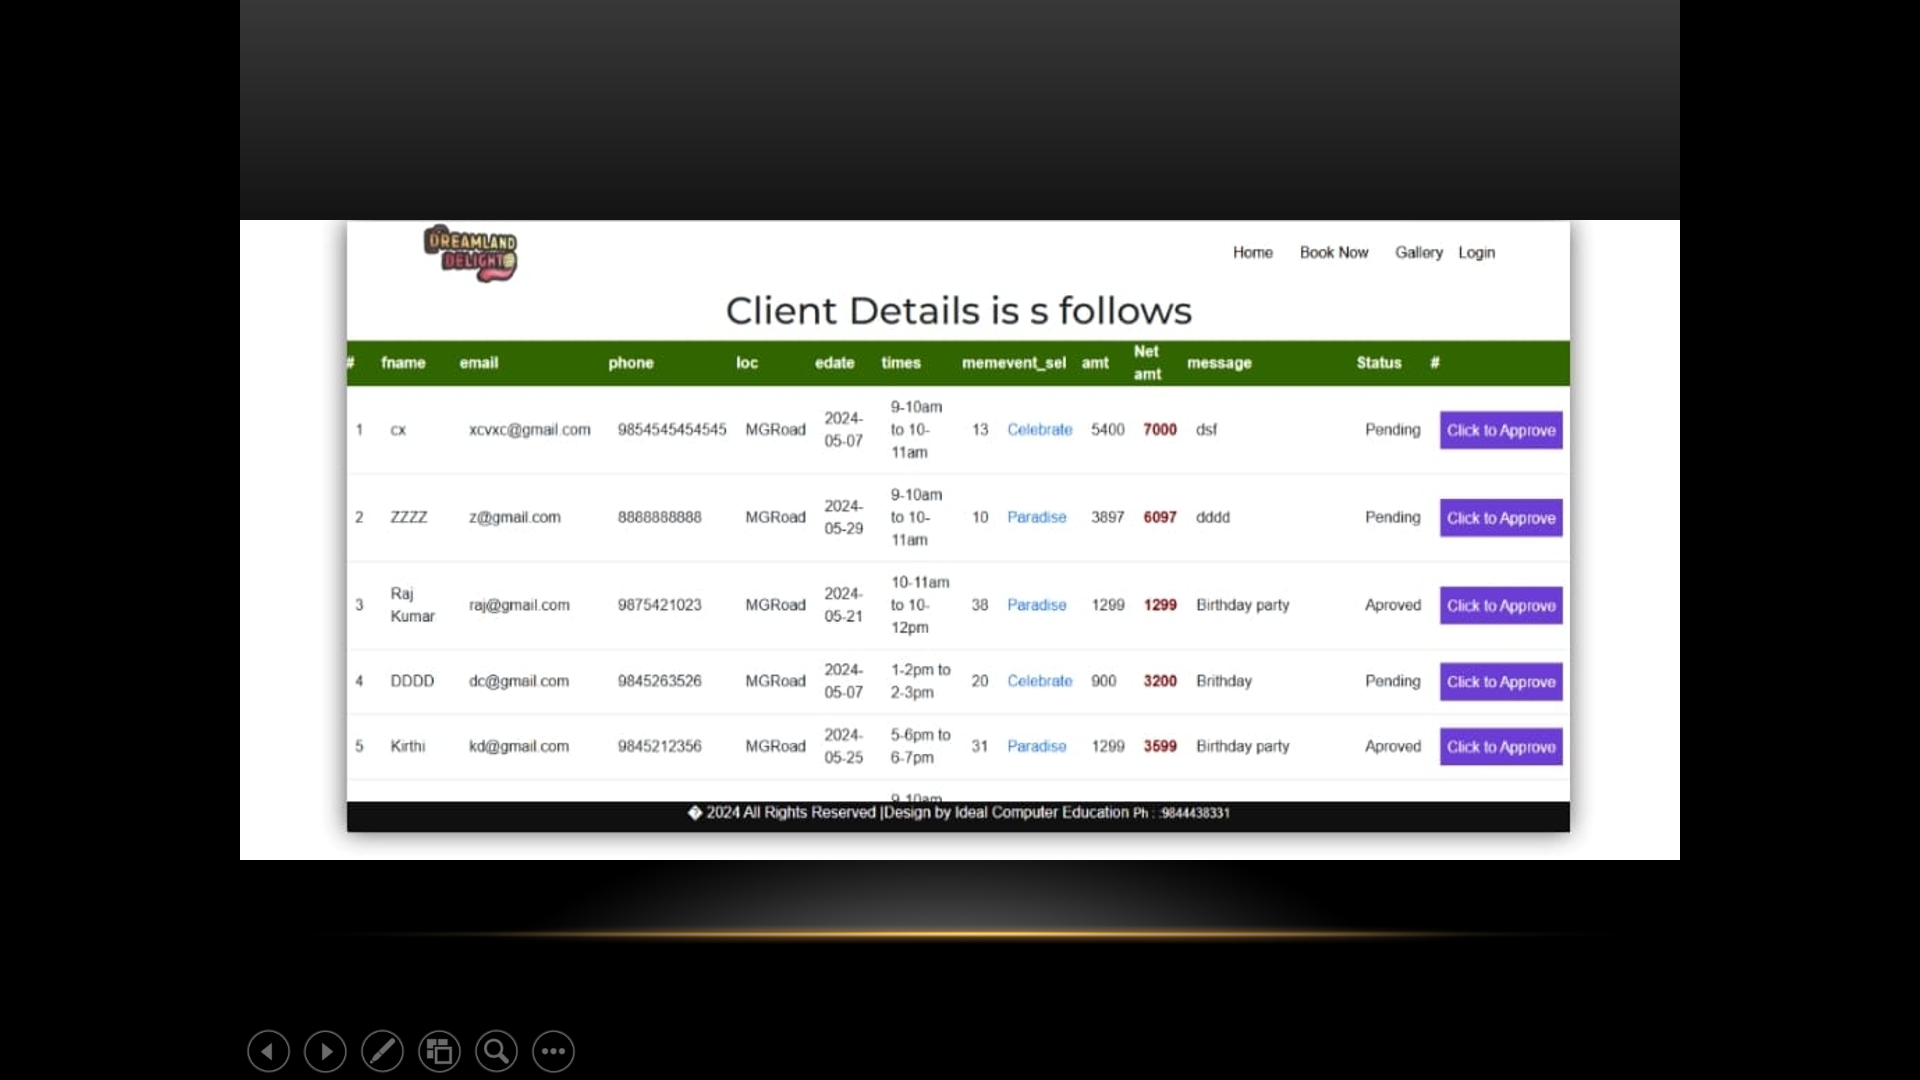 DREAMLAND
DELIGHT
Home Book Now Gallery Login
Client Details is s follows
# fname email phone loc edate times memevent_sel amt Net amt message Status #
1 cx xcvxc@gmail.com 9854545454545 MGRoad 2024-05-07 9-10am to 10-11am 13 Celebrate 5400 7000 dsf Pending Click to Approve
2 ZZZZ z@gmail.com 8888888888 MGRoad 2024-05-29 9-10am to 10-11am 10 Paradise 3897 6097 dddd Pending Click to Approve
3 Raj Kumar raj@gmail.com 9875421023 MGRoad 2024-05-21 10-11am to 10-12pm 38 Paradise 1299 1299 Birthday party Aproved Click to Approve
4 DDDD dc@gmail.com 9845263526 MGRoad 2024-05-07 1-2pm to 2-3pm 20 Celebrate 900 3200 Brithday Pending Click to Approve
5 Kirthi kd@gmail.com 9845212356 MGRoad 2024-05-25 5-6pm to 6-7pm 31 Paradise 1299 3599 Birthday party Aproved Click to Approve
9-10am
� 2024 All Rights Reserved |Design by Ideal Computer Education Ph : :9844438331